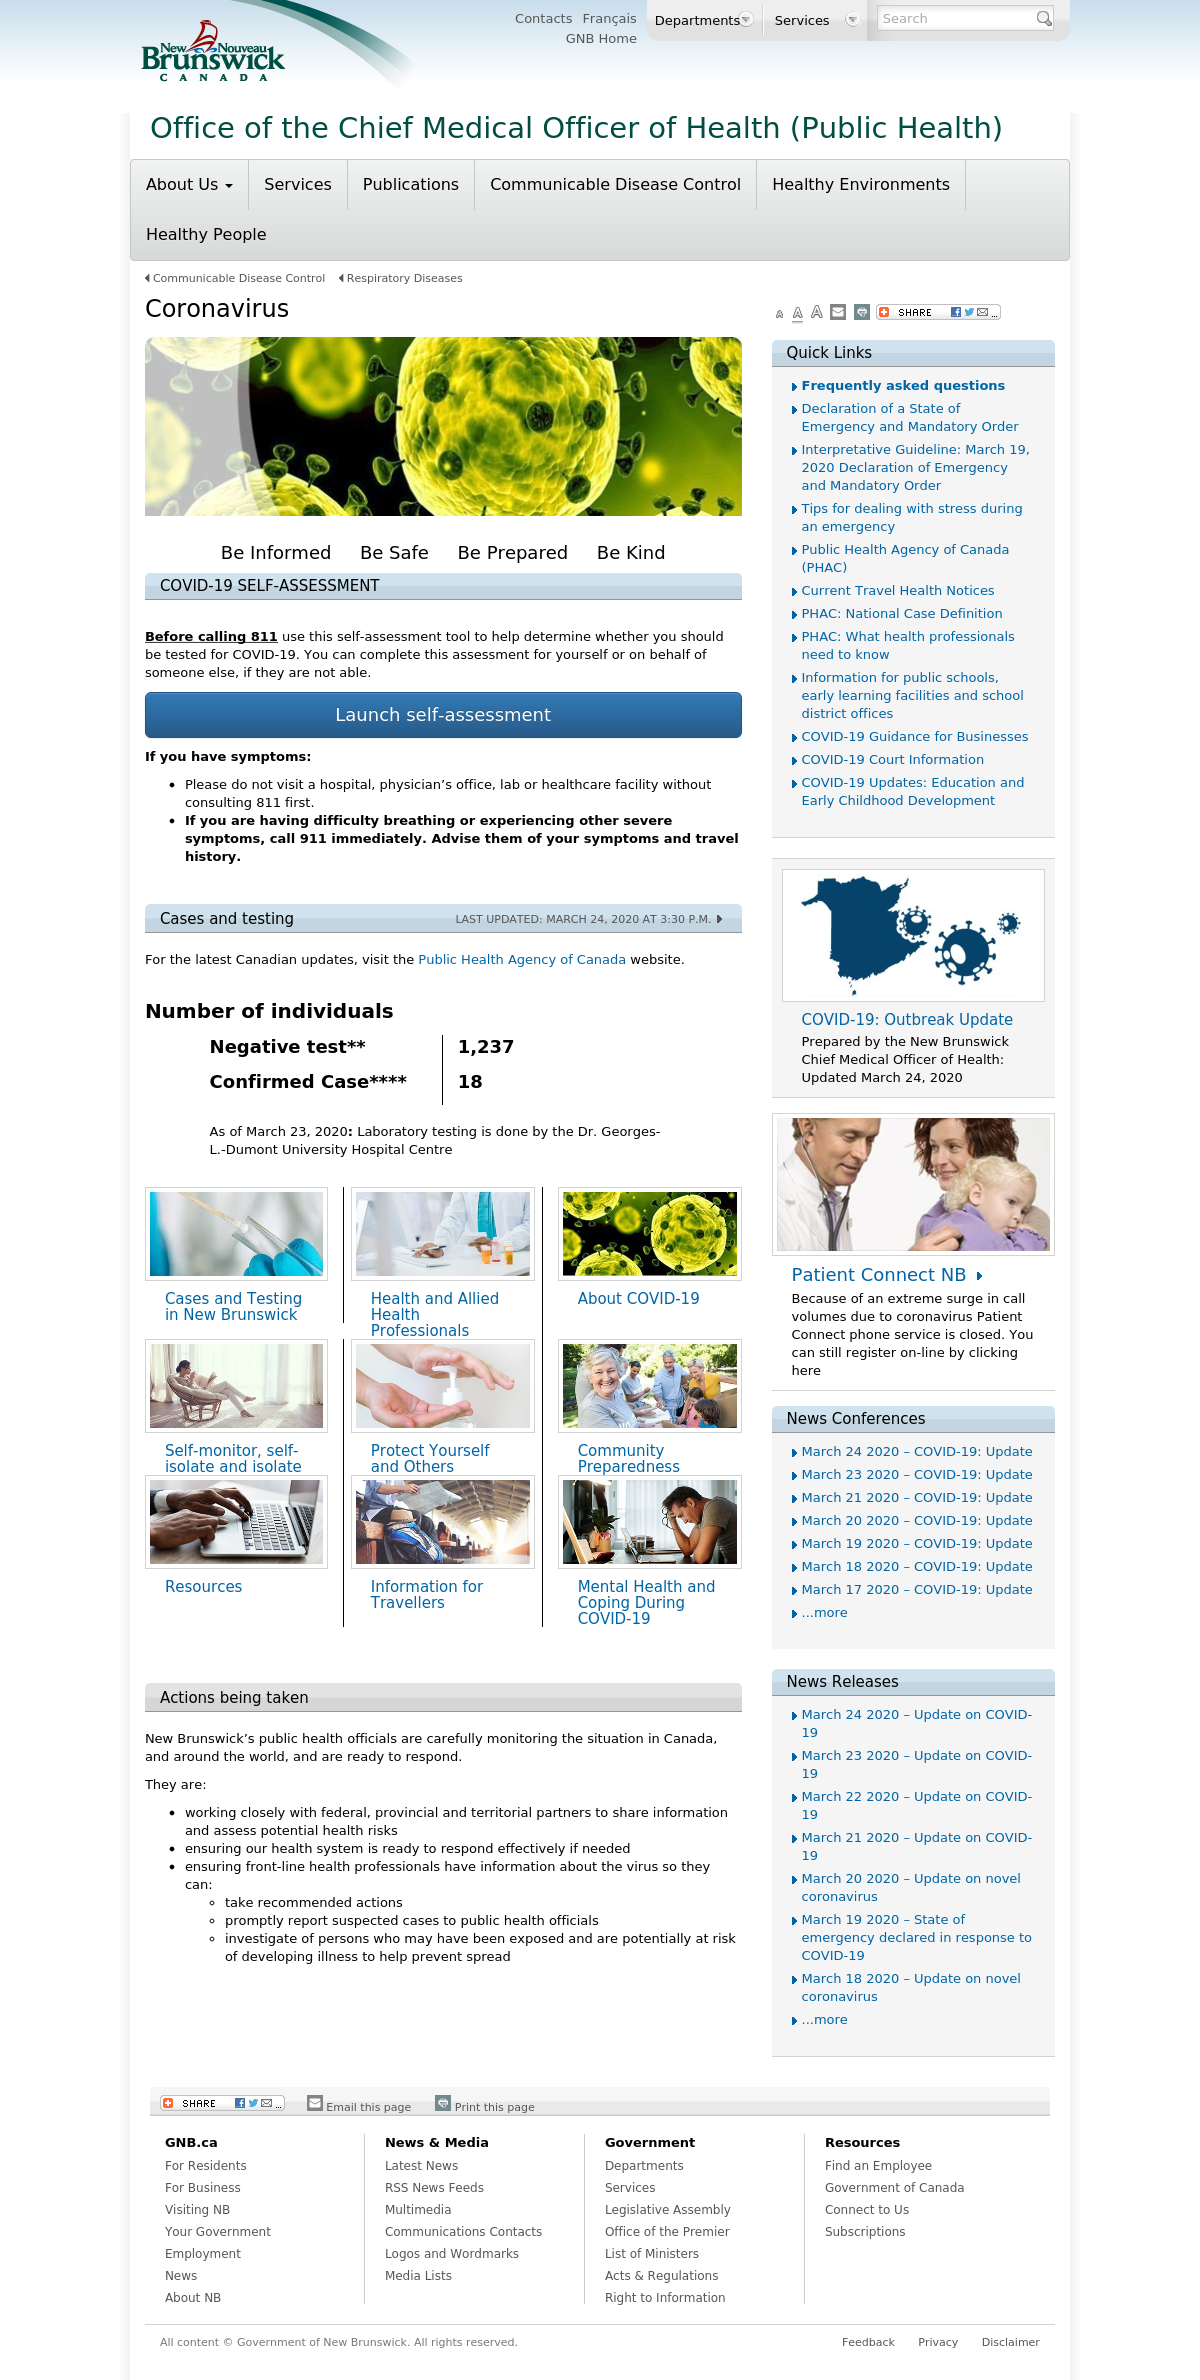 Contacts Français
GNB Home
Departments
Services
Search
New Nouveau
Brunswick
CANADA
Office of the Chief Medical Officer of Health (Public Health)
About Us
Services
Publications
Communicable Disease Control
Healthy Environments
Healthy People
Communicable Disease Control
Respiratory Diseases
Coronavirus
A A A
SHARE ...
Be Informed Be Safe Be Prepared Be Kind
COVID-19 SELF-ASSESSMENT
Before calling 811 use this self-assessment tool to help determine whether you should
be tested for COVID-19. You can complete this assessment for yourself or on behalf of
someone else, if they are not able.
Launch self-assessment
If you have symptoms:
• Please do not visit a hospital, physician’s office, lab or healthcare facility without
consulting 811 first.
• If you are having difficulty breathing or experiencing other severe
symptoms, call 911 immediately. Advise them of your symptoms and travel
history.
Cases and testing
LAST UPDATED: MARCH 24, 2020 AT 3:30 P.M.
For the latest Canadian updates, visit the Public Health Agency of Canada website.
Number of individuals
Negative test** 1,237
Confirmed Case**** 18
As of March 23, 2020: Laboratory testing is done by the Dr. Georges-
L.-Dumont University Hospital Centre
Cases and Testing
in New Brunswick
Health and Allied
Health
Professionals
About COVID-19
Self-monitor, self-
isolate and isolate
Protect Yourself
and Others
Community
Preparedness
Resources
Information for
Travellers
Mental Health and
Coping During
COVID-19
Actions being taken
New Brunswick’s public health officials are carefully monitoring the situation in Canada,
and around the world, and are ready to respond.
They are:
• working closely with federal, provincial and territorial partners to share information
and assess potential health risks
• ensuring our health system is ready to respond effectively if needed
• ensuring front-line health professionals have information about the virus so they
can:
◦ take recommended actions
◦ promptly report suspected cases to public health officials
◦ investigate of persons who may have been exposed and are potentially at risk
of developing illness to help prevent spread
Quick Links
Frequently asked questions
Declaration of a State of
Emergency and Mandatory Order
Interpretative Guideline: March 19,
2020 Declaration of Emergency
and Mandatory Order
Tips for dealing with stress during
an emergency
Public Health Agency of Canada
(PHAC)
Current Travel Health Notices
PHAC: National Case Definition
PHAC: What health professionals
need to know
Information for public schools,
early learning facilities and school
district offices
COVID-19 Guidance for Businesses
COVID-19 Court Information
COVID-19 Updates: Education and
Early Childhood Development
COVID-19: Outbreak Update
Prepared by the New Brunswick
Chief Medical Officer of Health:
Updated March 24, 2020
Patient Connect NB
Because of an extreme surge in call
volumes due to coronavirus Patient
Connect phone service is closed. You
can still register on-line by clicking
here
News Conferences
March 24 2020 – COVID-19: Update
March 23 2020 – COVID-19: Update
March 21 2020 – COVID-19: Update
March 20 2020 – COVID-19: Update
March 19 2020 – COVID-19: Update
March 18 2020 – COVID-19: Update
March 17 2020 – COVID-19: Update
...more
News Releases
March 24 2020 – Update on COVID-
19
March 23 2020 – Update on COVID-
19
March 22 2020 – Update on COVID-
19
March 21 2020 – Update on COVID-
19
March 20 2020 – Update on novel
coronavirus
March 19 2020 – State of
emergency declared in response to
COVID-19
March 18 2020 – Update on novel
coronavirus
...more
SHARE ...
Email this page
Print this page
GNB.ca
For Residents
For Business
Visiting NB
Your Government
Employment
News
About NB
News & Media
Latest News
RSS News Feeds
Multimedia
Communications Contacts
Logos and Wordmarks
Media Lists
Government
Departments
Services
Legislative Assembly
Office of the Premier
List of Ministers
Acts & Regulations
Right to Information
Resources
Find an Employee
Government of Canada
Connect to Us
Subscriptions
All content © Government of New Brunswick. All rights reserved.
Feedback Privacy Disclaimer